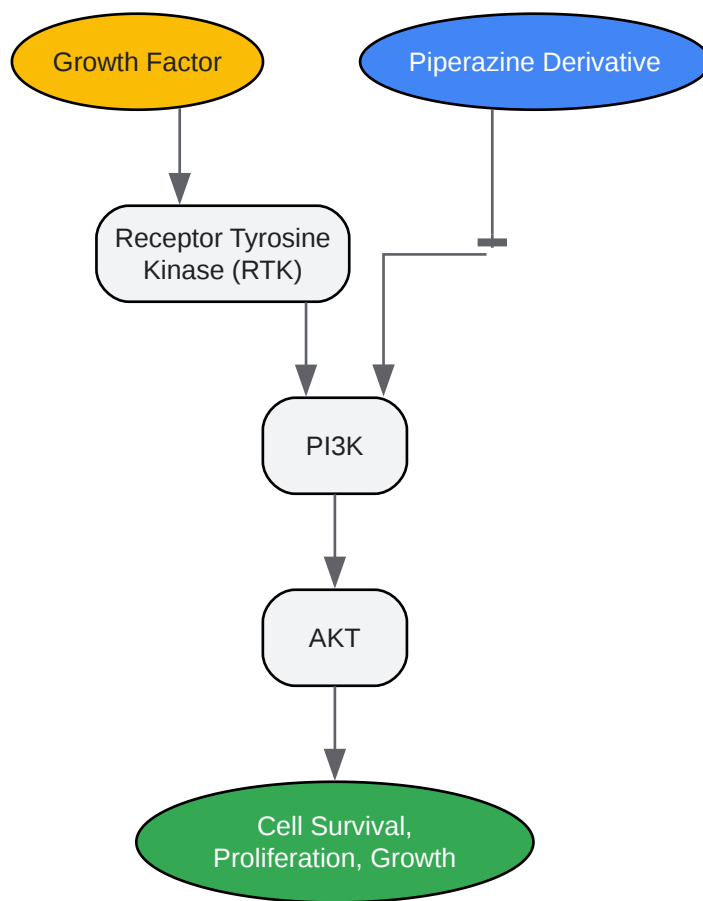 Growth Factor
Piperazine Derivative
Receptor Tyrosine
Kinase (RTK)
PI3K
AKT
Cell Survival,
Proliferation, Growth